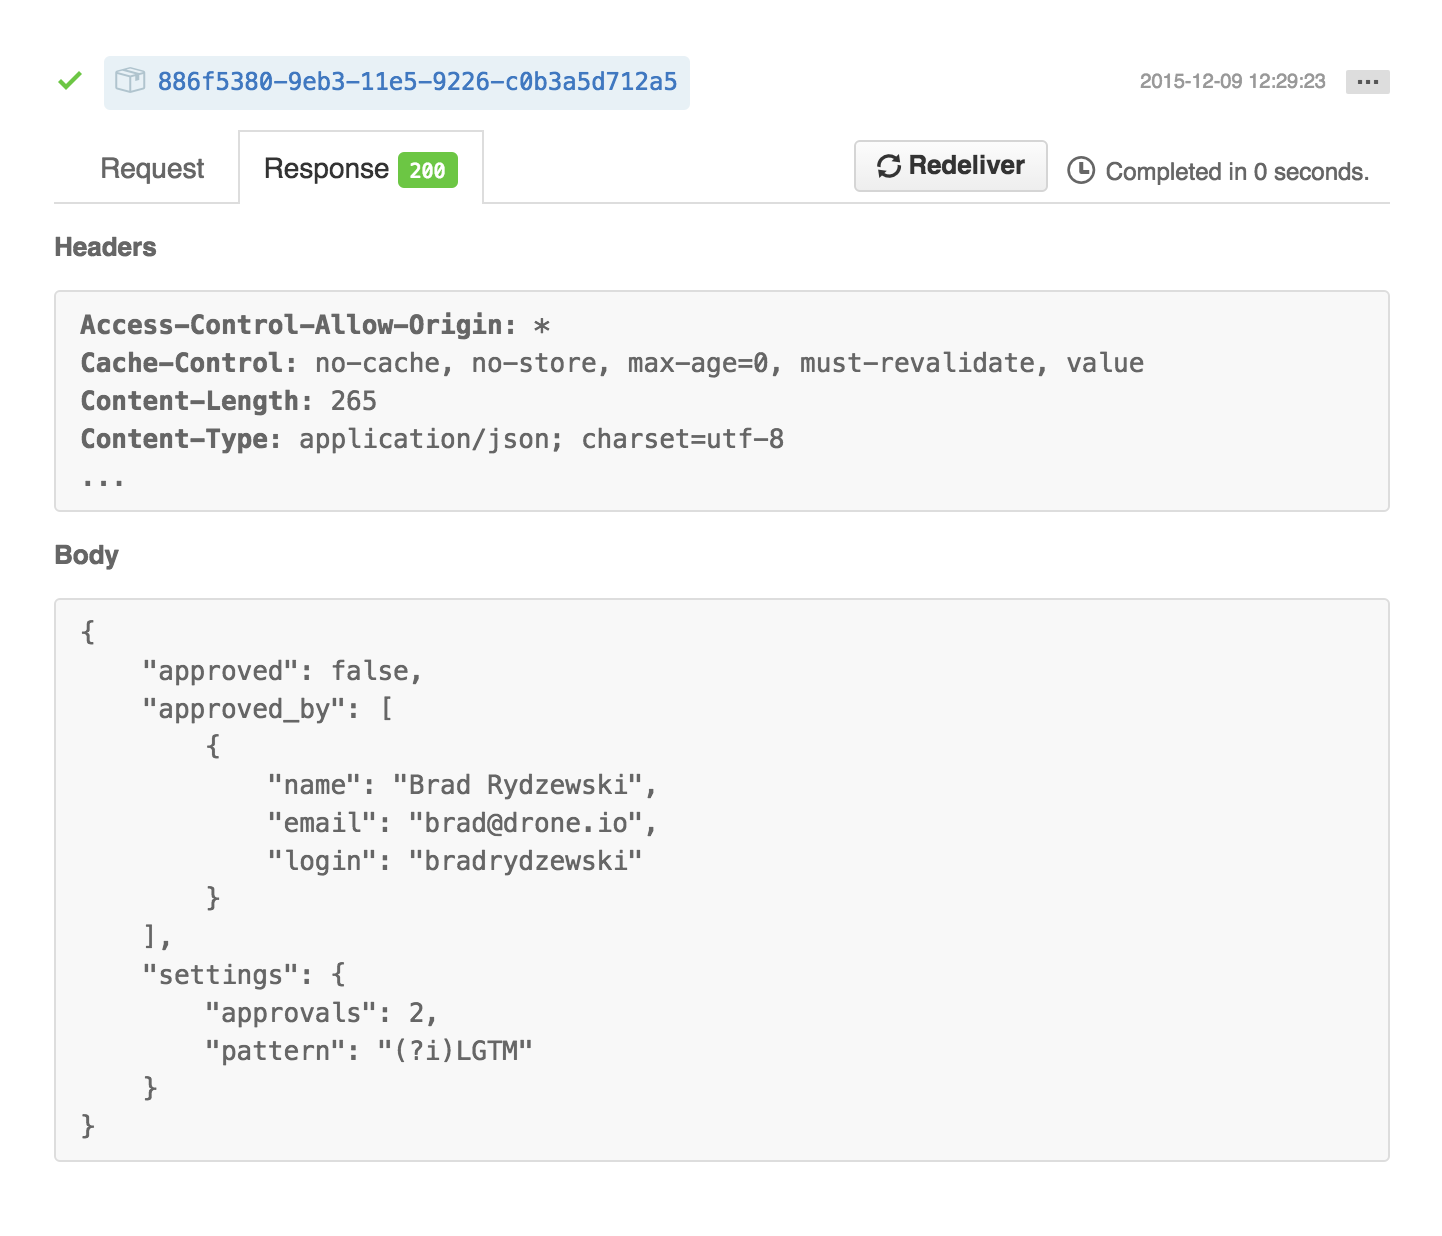 886f5380-9eb3-11e5-9226-c0b3a5d712a5 2015-12-09 12:29:23 ...
Request Response 200 Redeliver Completed in 0 seconds.
Headers
Access-Control-Allow-Origin: *
Cache-Control: no-cache, no-store, max-age=0, must-revalidate, value
Content-Length: 265
Content-Type: application/json; charset=utf-8
...
Body
{
    "approved": false,
    "approved_by": [
        {
            "name": "Brad Rydzewski",
            "email": "brad@drone.io",
            "login": "bradrydzewski"
        }
    ],
    "settings": {
        "approvals": 2,
        "pattern": "(?i)LGTM"
    }
}